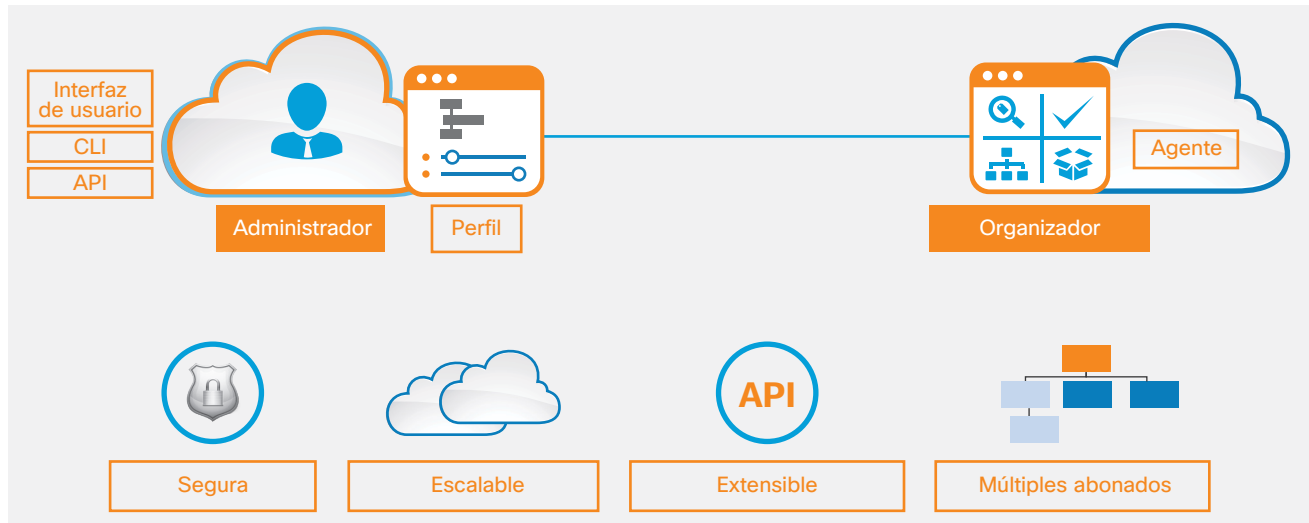 Interfaz
de usuario
CLI
API
Administrador
Perfil
Agente
Organizador
API
Segura
Escalable
Extensible
Múltiples abonados